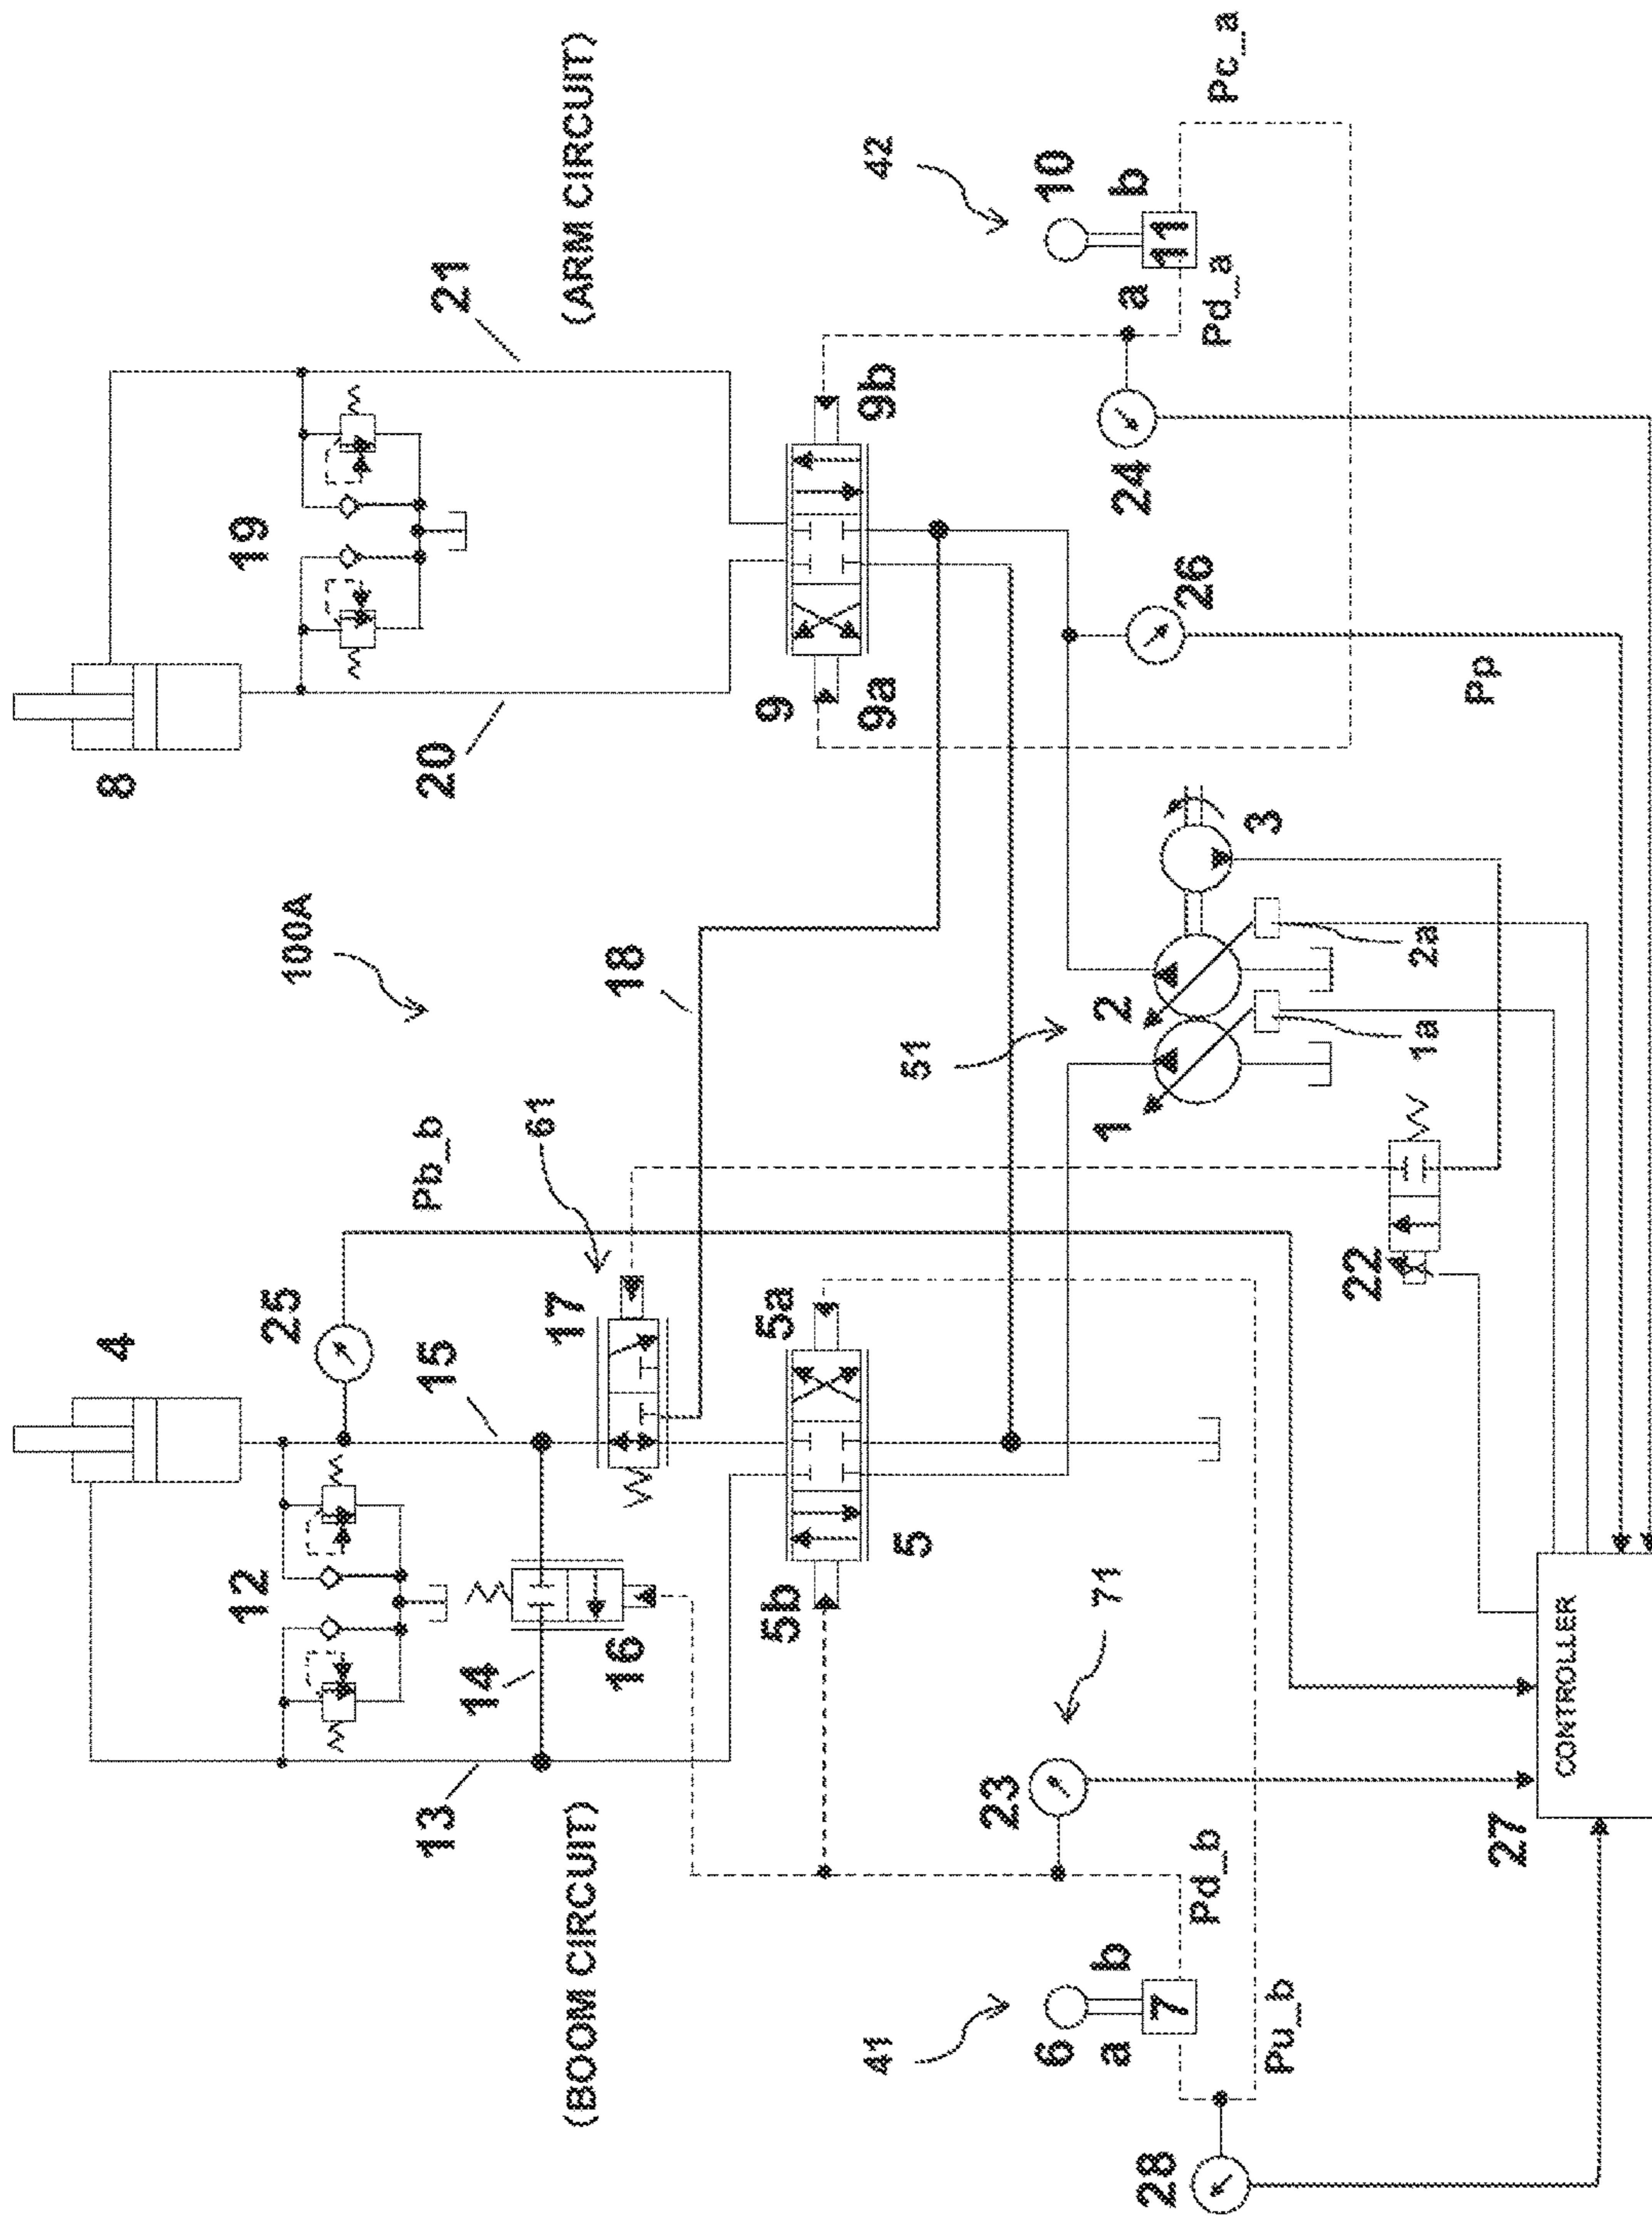 100A
(BOOM CIRCUIT)
(ARM CIRCUIT)
4
25
Pb_b
12
13
14
15
16
17
61
18
8
19
20
21
5b
5
5a
9
9a
9b
41
6
a
b
7
Pd_b
Pu_b
28
23
71
51
1
2
1a
2a
3
22
26
Pp
24
42
10
a
b
11
Pd_a
Pc_a
27
CONTROLLER